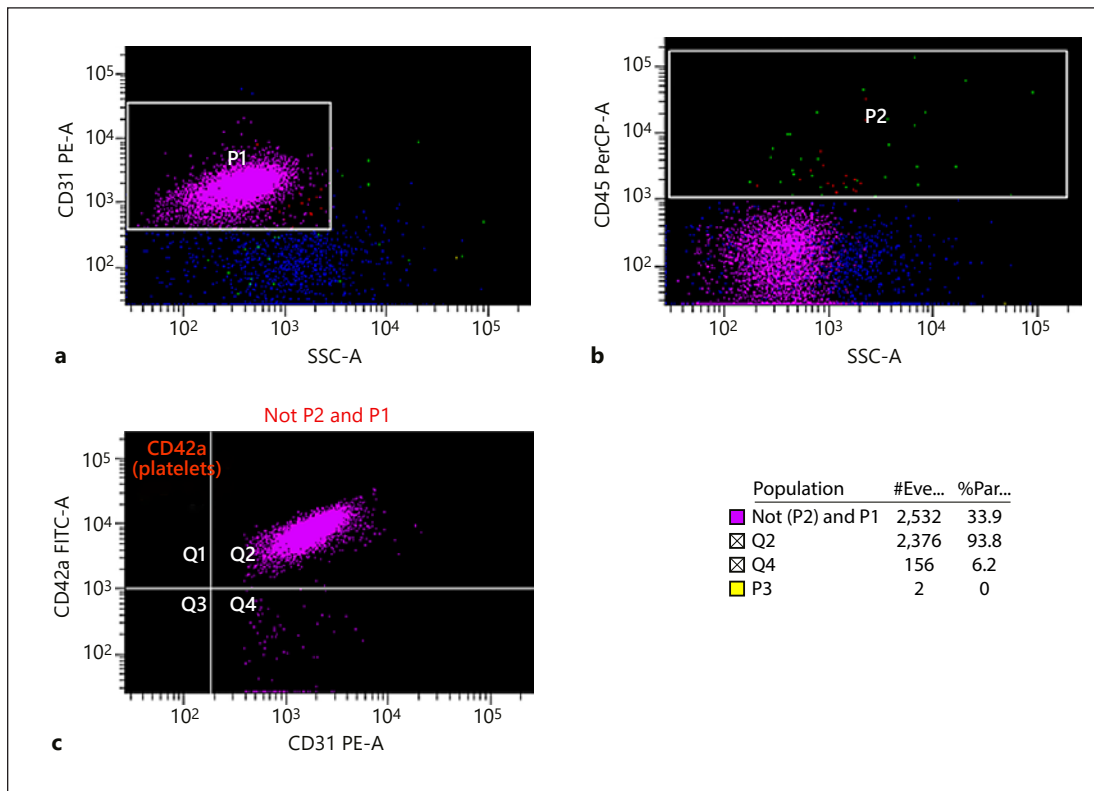 10⁵
10⁴
10³
10²
CD31 PE-A
P1
10² 10³ 10⁴ 10⁵
SSC-A
a
10⁵
10⁴
10³
10²
CD45 PerCP-A
P2
10² 10³ 10⁴ 10⁵
SSC-A
b
Not P2 and P1
CD42a
(platelets)
10⁵
10⁴
10³
10²
CD42a FITC-A
Q1 Q2
Q3 Q4
10² 10³ 10⁴ 10⁵
CD31 PE-A
c
Population #Eve... %Par...
Not (P2) and P1 2,532 33.9
Q2 2,376 93.8
Q4 156 6.2
P3 2 0